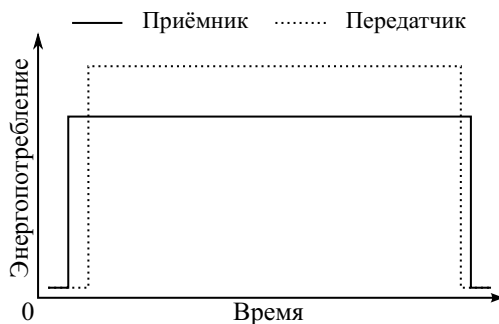 Приёмник Передатчик
Энергопотребление
0
Время